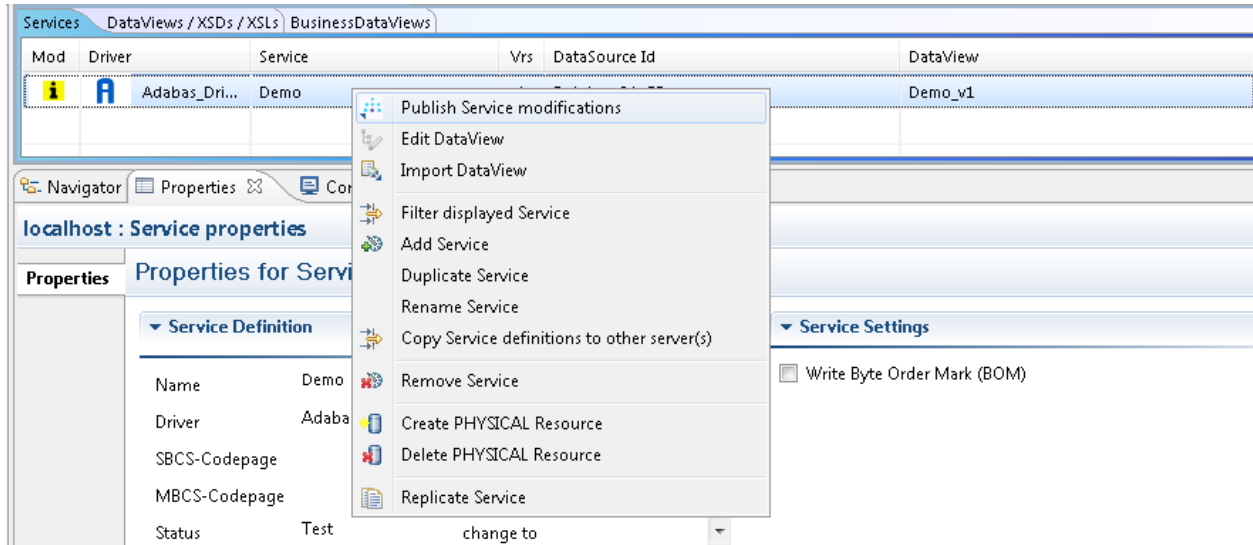 Services DataViews / XSDs / XSLs BusinessDataViews
Mod Driver Service Vrs DataSource Id DataView
i A Adabas_Dri... Demo Demo_v1
Publish Service modifications
Edit DataView
Import DataView
Navigator Properties
Filter displayed Service
localhost : Service properties
Add Service
Properties Properties for Servi
Duplicate Service
Rename Service
Service Definition Copy Service definitions to other server(s) Service Settings
Name Demo Remove Service Write Byte Order Mark (BOM)
Driver Adaba Create PHYSICAL Resource
SBCS-Codepage Delete PHYSICAL Resource
MBCS-Codepage Replicate Service
Status Test change to